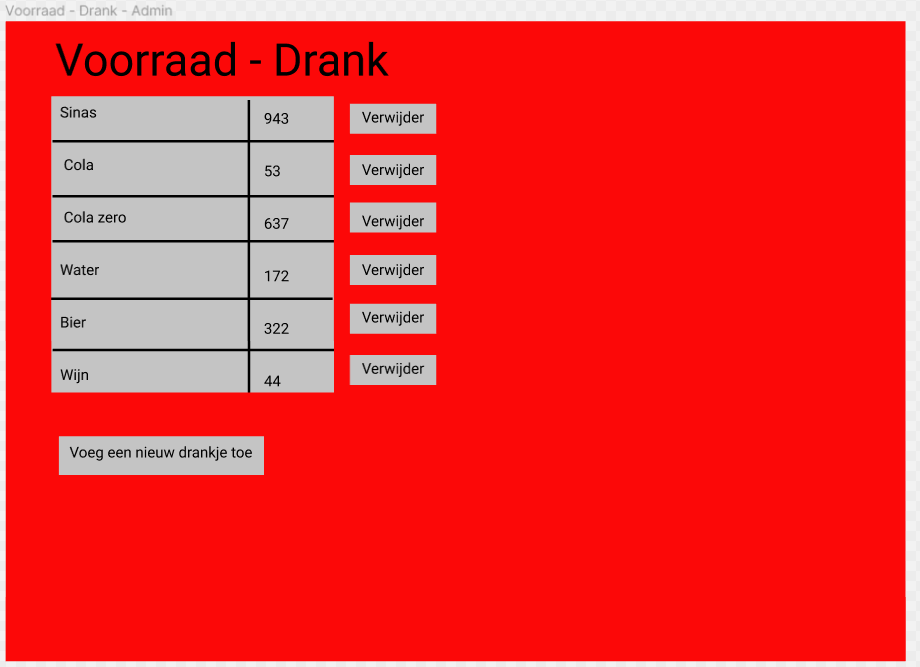 Voorraad - Drank - Admin
Voorraad - Drank
Sinas 943 Verwijder
Cola 53 Verwijder
Cola zero 637 Verwijder
Water 172 Verwijder
Bier 322 Verwijder
Wijn 44 Verwijder
Voeg een nieuw drankje toe